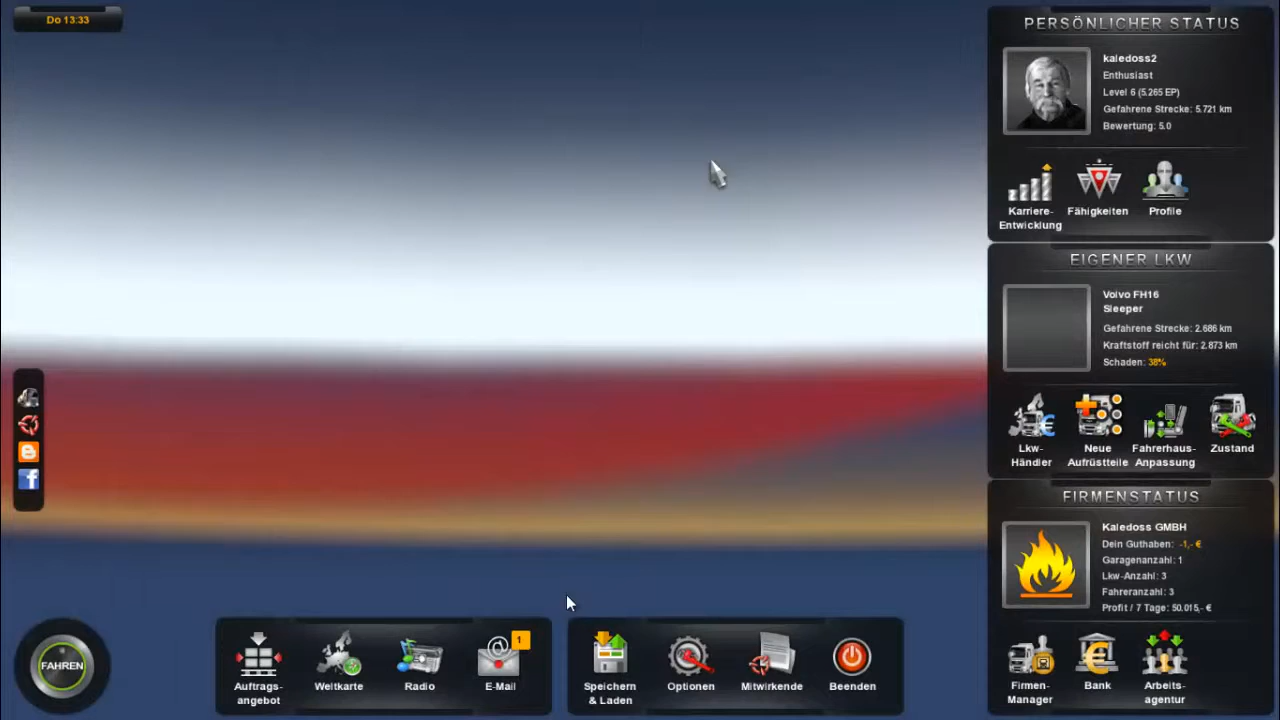 Do 13:33
PERSÖNLICHER STATUS
kaledoss2
Enthusiast
Level 6 (5.265 EP)
Gefahrene Strecke: 5.721 km
Bewertung: 5.0
Karriere-
Entwicklung
Fähigkeiten
Profile
EIGENER LKW
Volvo FH16
Sleeper
Gefahrene Strecke: 2.686 km
Kraftstoff reicht für: 2.873 km
Schaden: 38%
Lkw-
Händler
Neue
Aufrüstteile
Fahrerhaus-
Anpassung
Zustand
FIRMENSTATUS
Kaledoss GMBH
Dein Guthaben: -1,- €
Garagenanzahl: 1
Lkw-Anzahl: 3
Fahreranzahl: 3
Profit / 7 Tage: 50.015,- €
Firmen-
Manager
Bank
Arbeits-
agentur
FAHREN
Auftrags-
angebot
Weltkarte
Radio
1
E-Mail
Speichern
& Laden
Optionen
Mitwirkende
Beenden